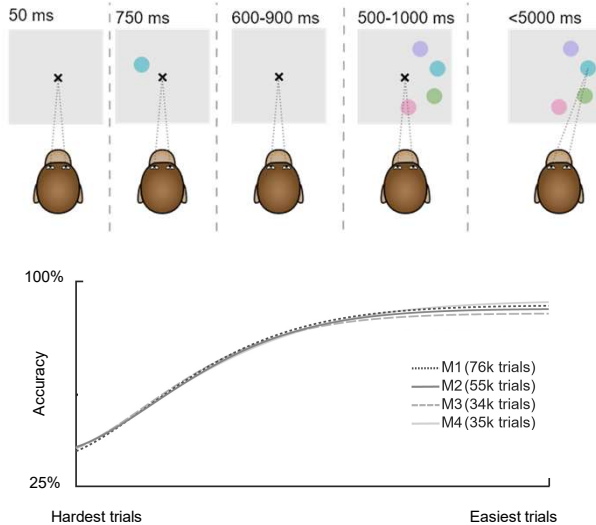 50 ms
750 ms
600-900 ms
500-1000 ms
<5000 ms
100%
Accuracy
M1 (76k trials)
M2 (55k trials)
M3 (34k trials)
M4 (35k trials)
25%
Hardest trials
Easiest trials